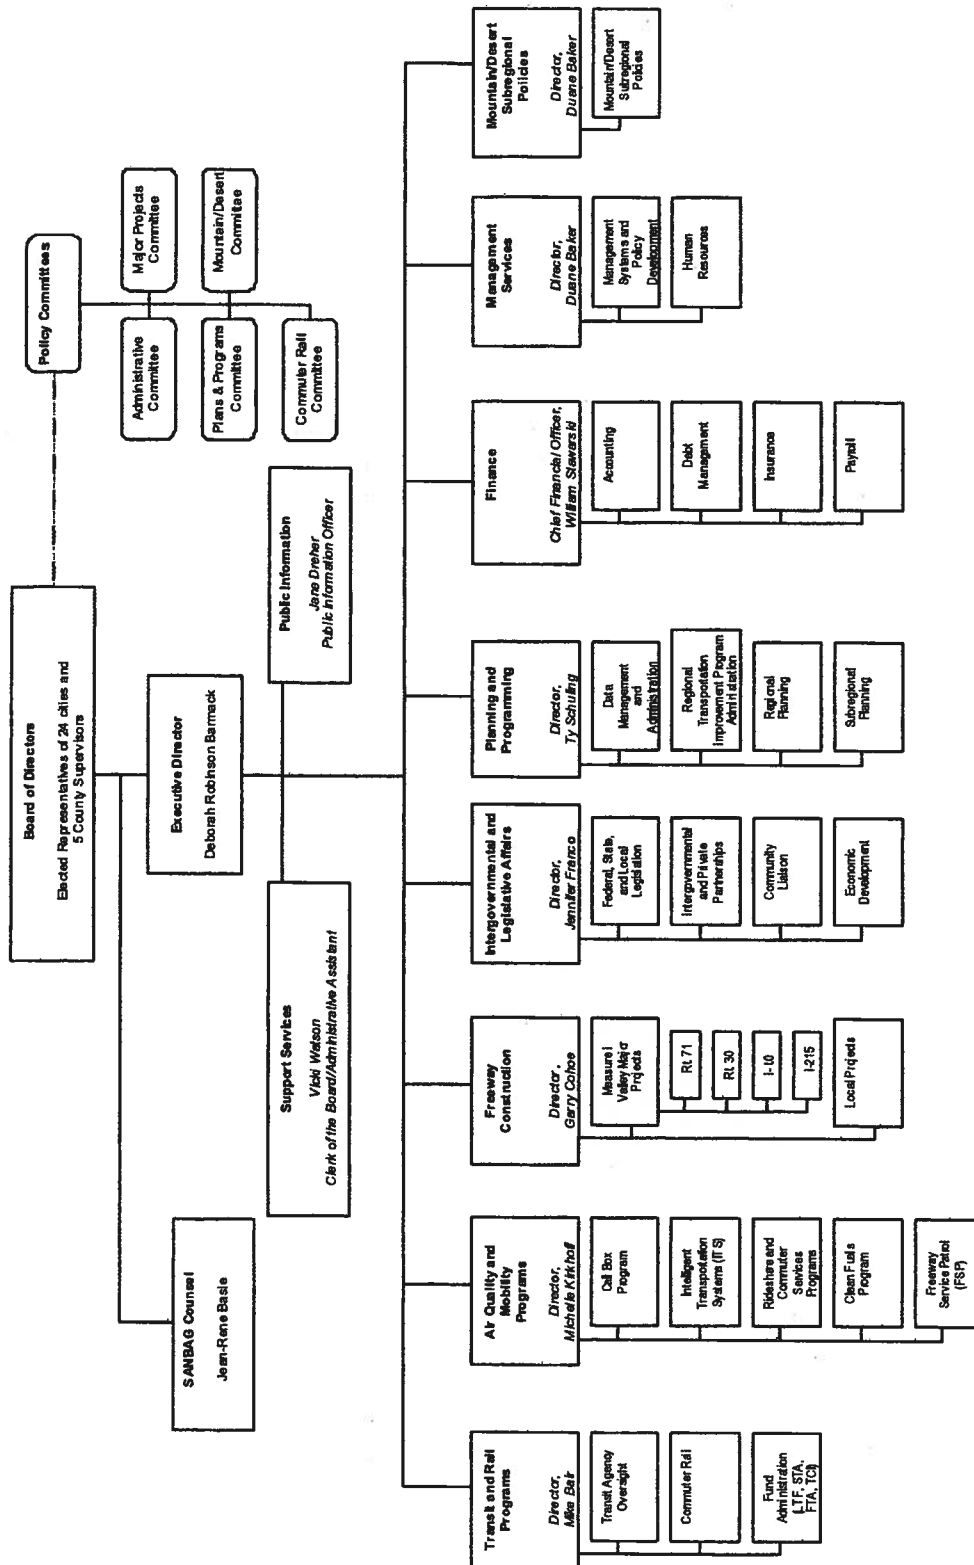 Board of Directors
Elected Representatives of 24 cities and
5 County Supervisors
Policy Committees
Administrative
Committee
Major Projects
Committee
Plans & Programs
Committee
Mountain/Desert
Committee
Commuter Rail
Committee
SANBAG Counsel
Jean-Rene Basle
Executive Director
Deborah Robinson Barmack
Support Services
Vicki Watson
Clerk of the Board/Administrative Assistant
Public Information
Jane Dreher
Public Information Officer
Transit and Rail
Programs
Director,
Mike Bair
Transit Agency
Oversight
Commuter Rail
Fund
Administration
(LTF, STA,
FTA, TCI)
Air Quality and
Mobility
Programs
Director,
Michelle Kirkhoff
Call Box
Program
Intelligent
Transportation
Systems (ITS)
Rideshare and
Commuter
Services
Programs
Clean Fuels
Program
Freeway
Service Patrol
(FSP)
Freeway
Construction
Director,
Garry Cohoe
Measure I
Valley Major
Projects
Rt. 71
Rt. 30
I-10
I-215
Local Projects
Intergovernmental and
Legislative Affairs
Director,
Jennifer Franco
Federal, State,
and Local
Legislation
Intergovernmental
and Private
Partnerships
Community
Liaison
Economic
Development
Planning and
Programming
Director,
Ty Schuiling
Data
Management
and
Administration
Regional
Transportation
Improvement Program
Administration
Regional
Planning
Subregional
Planning
Finance
Chief Financial Officer,
William Stawarski
Accounting
Debt
Management
Insurance
Payroll
Management
Services
Director,
Duane Baker
Management
Systems and
Policy
Development
Human
Resources
Mountain/Desert
Subregional
Policies
Director,
Duane Baker
Mountain/Desert
Subregional
Policies